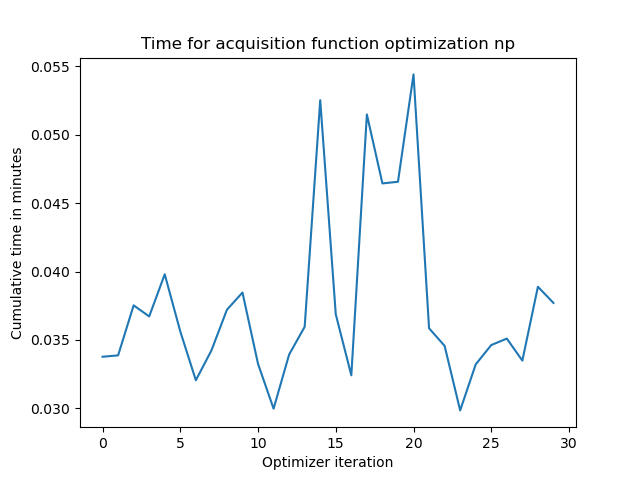 Time for acquisition function optimization np
Cumulative time in minutes
0.055
0.050
0.045
0.040
0.035
0.030
0 5 10 15 20 25 30
Optimizer iteration